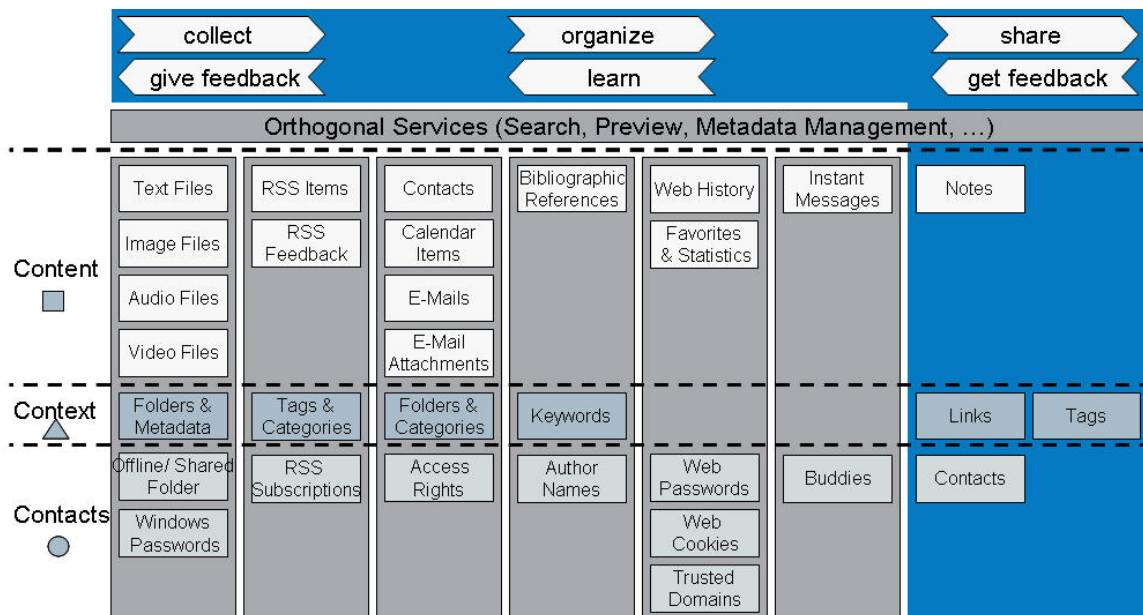 collect
organize
share
give feedback
learn
get feedback
Orthogonal Services (Search, Preview, Metadata Management, …)
Content
Text Files
Image Files
Audio Files
Video Files
RSS Items
RSS
Feedback
Contacts
Calendar
Items
E-Mails
E-Mail
Attachments
Bibliographic
References
Web History
Favorites
& Statistics
Instant
Messages
Notes
Context
Folders &
Metadata
Tags &
Categories
Folders &
Categories
Keywords
Links
Tags
Contacts
Offline/ Shared
Folder
Windows
Passwords
RSS
Subscriptions
Access
Rights
Author
Names
Web
Passwords
Web
Cookies
Trusted
Domains
Buddies
Contacts